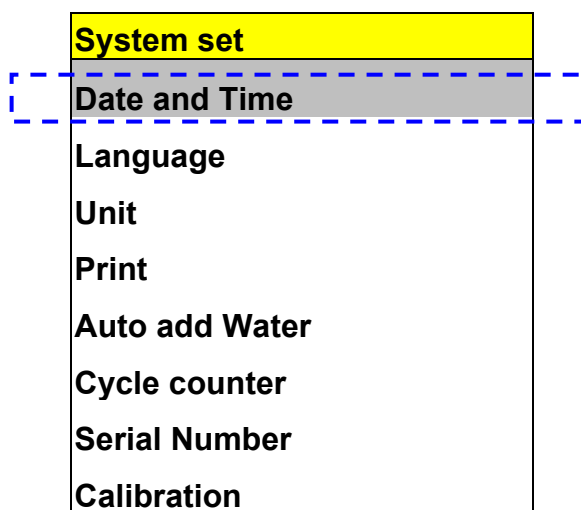 System set
Date and Time
Language
Unit
Print
Auto add Water
Cycle counter
Serial Number
Calibration